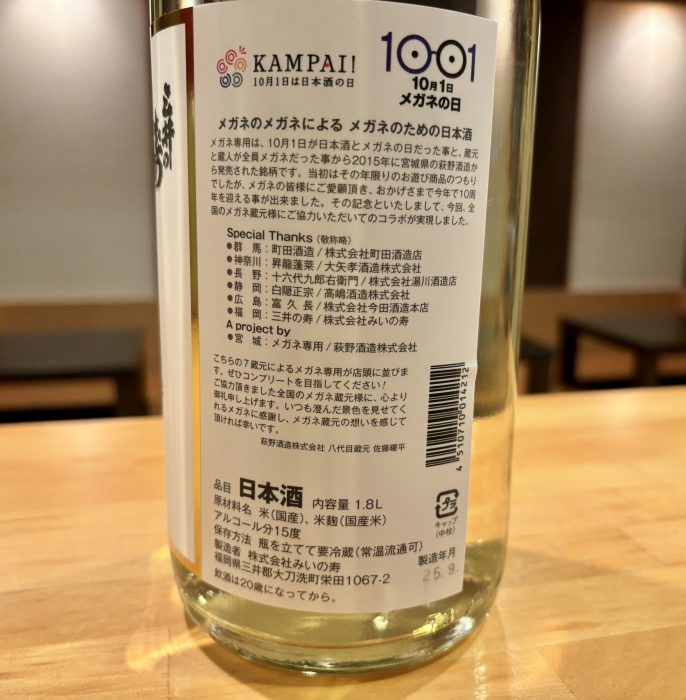 KAMPAI!
10月1日は日本酒の日
1001
10月1日
メガネの日
三井の
メガネのメガネによる メガネのための日本酒
メガネ専用は、10月1日が日本酒とメガネの日だった事と、蔵元
と蔵人が全員メガネだった事から2015年に宮城県の萩野酒造か
ら発売された銘柄です。当初はその年限りのお遊び商品のつもり
でしたが、メガネの皆様にご愛顧頂き、おかげさまで今年で10周
年を迎える事が出来ました。その記念といたしまして、今回、全
国のメガネ蔵元様にご協力いただいてのコラボが実現しました。
Special Thanks (敬称略)
●群 馬:町田酒造/株式会社町田酒造店
●神奈川:昇龍蓬莱/大矢孝酒造株式会社
●長 野:十六代九郎右衛門/株式会社湯川酒造店
●静 岡:白隠正宗/高嶋酒造株式会社
●広 島:富久長/株式会社今田酒造本店
●福 岡:三井の寿/株式会社みいの寿
A project by
●宮 城:メガネ専用/萩野酒造株式会社
こちらの7蔵元によるメガネ専用が店頭に並びま
す。ぜひコンプリートを目指してください!
ご協力頂きました全国のメガネ蔵元様に、心より
御礼申し上げます。いつも澄んだ景色を見せてく
れるメガネに感謝し、メガネ蔵元の想いを感じて
頂ければ幸いです。
萩野酒造株式会社 八代目蔵元 佐藤曜平
4510710014212
品目 日本酒 内容量 1.8L
原材料名 米(国産)、米麹(国産米)
アルコール分15度
保存方法 瓶を立てて要冷蔵(常温流通可)
製造者 株式会社みいの寿
福岡県三井郡大刀洗町栄田1067-2
飲酒は20歳になってから。
プラ
キャップ
(中栓)
製造年月
25.9.